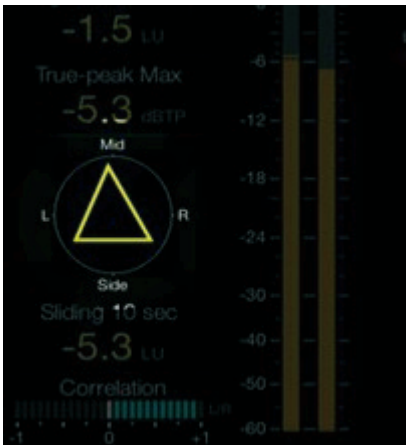 -1.5 LU
True-peak Max
-5.3 dBTP
Mid
L R
Side
Sliding 10 sec
-5.3 LU
Correlation
L/R
-1 0 +1
-6
-12
-18
-24
-30
-40
-50
-60